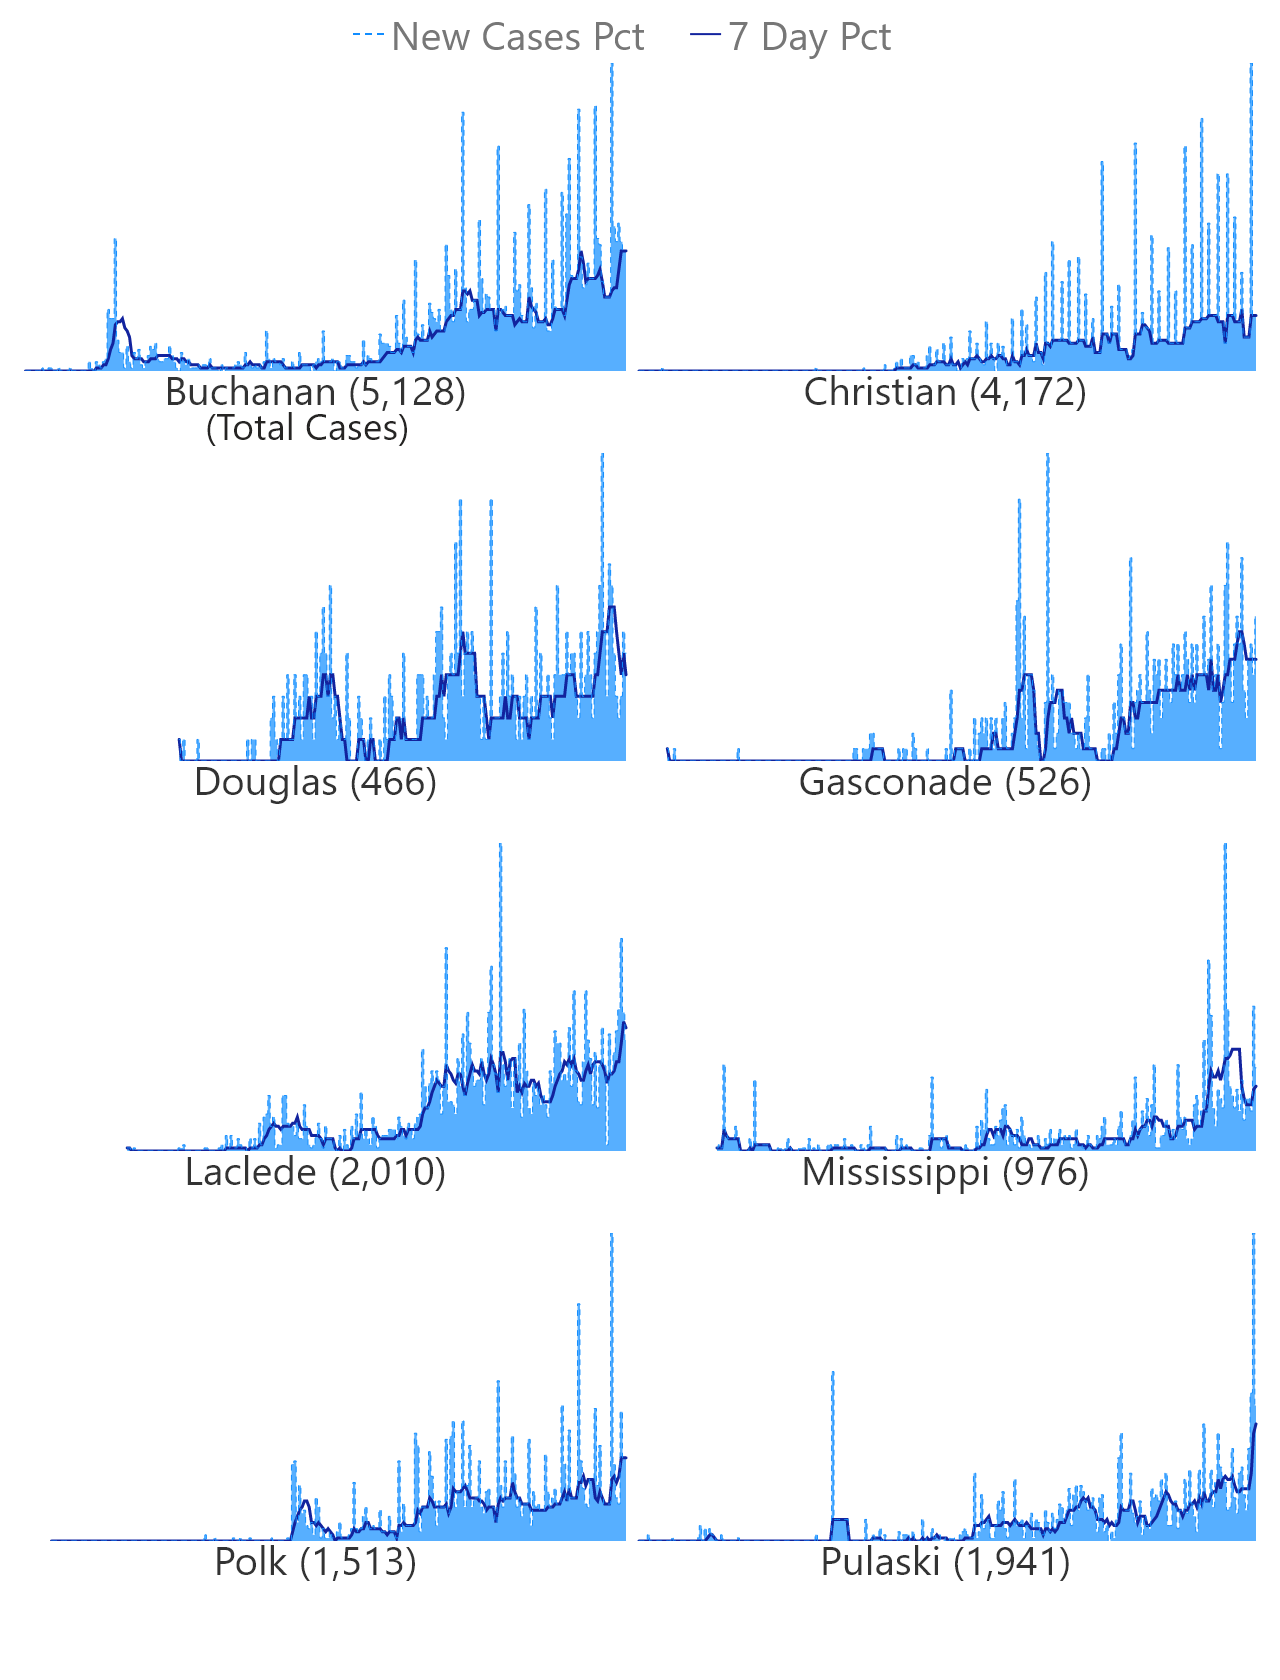 New Cases Pct 7 Day Pct
Buchanan (5,128) Christian (4,172)
(Total Cases)
Douglas (466) Gasconade (526)
Laclede (2,010) Mississippi (976)
Polk (1,513) Pulaski (1,941)